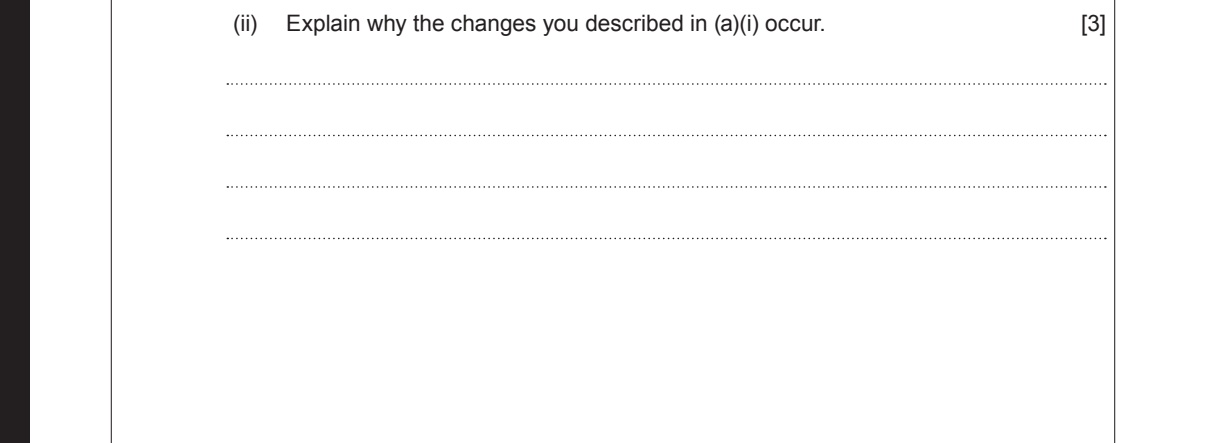 (ii) Explain why the changes you described in (a)(i) occur. [3]